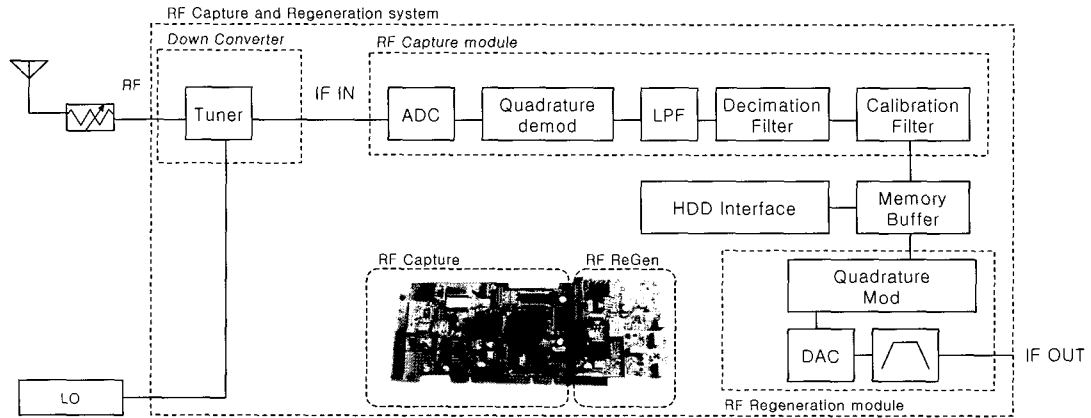 RF Capture and Regeneration system
Down Converter
RF Capture module
RF
Tuner
IF IN
ADC
Quadrature
demod
LPF
Decimation
Filter
Calibration
Filter
HDD Interface
Memory
Buffer
RF Capture
RF ReGen
Quadrature
Mod
DAC
IF OUT
LO
RF Regeneration module